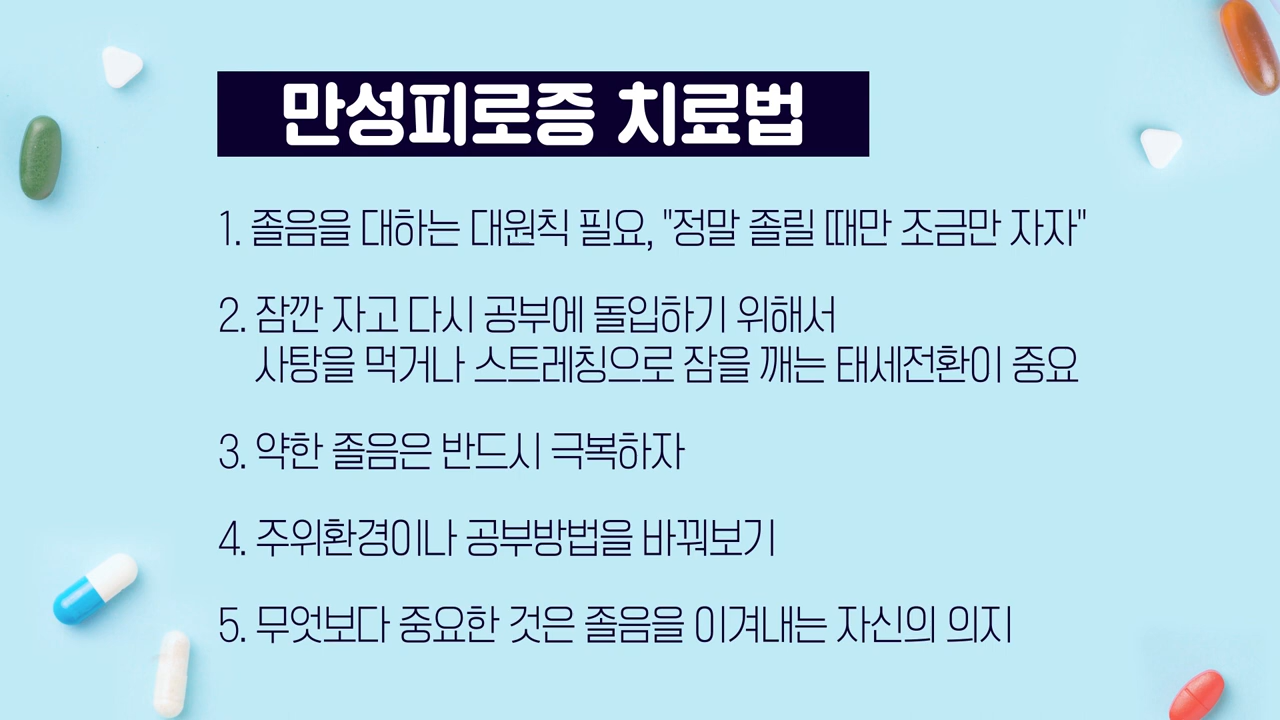 만성피로증 치료법
1. 졸음을 대하는 대원칙 필요, "정말 졸릴 때만 조금만 자자"
2. 잠깐 자고 다시 공부에 돌입하기 위해서
사탕을 먹거나 스트레칭으로 잠을 깨는 태세전환이 중요
3. 약한 졸음은 반드시 극복하자
4. 주위환경이나 공부방법을 바꿔보기
5. 무엇보다 중요한 것은 졸음을 이겨내는 자신의 의지